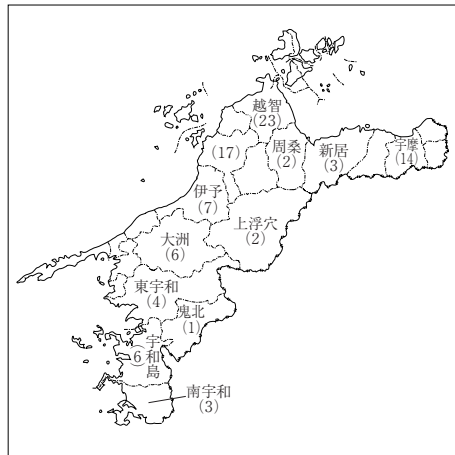 越智
(23)
周桑
(2)
新居
(3)
宇摩
(14)
(17)
伊予
(7)
上浮穴
(2)
大洲
(6)
東宇和
(4)
鬼北
(1)
宇和島
(6)
南宇和
(3)